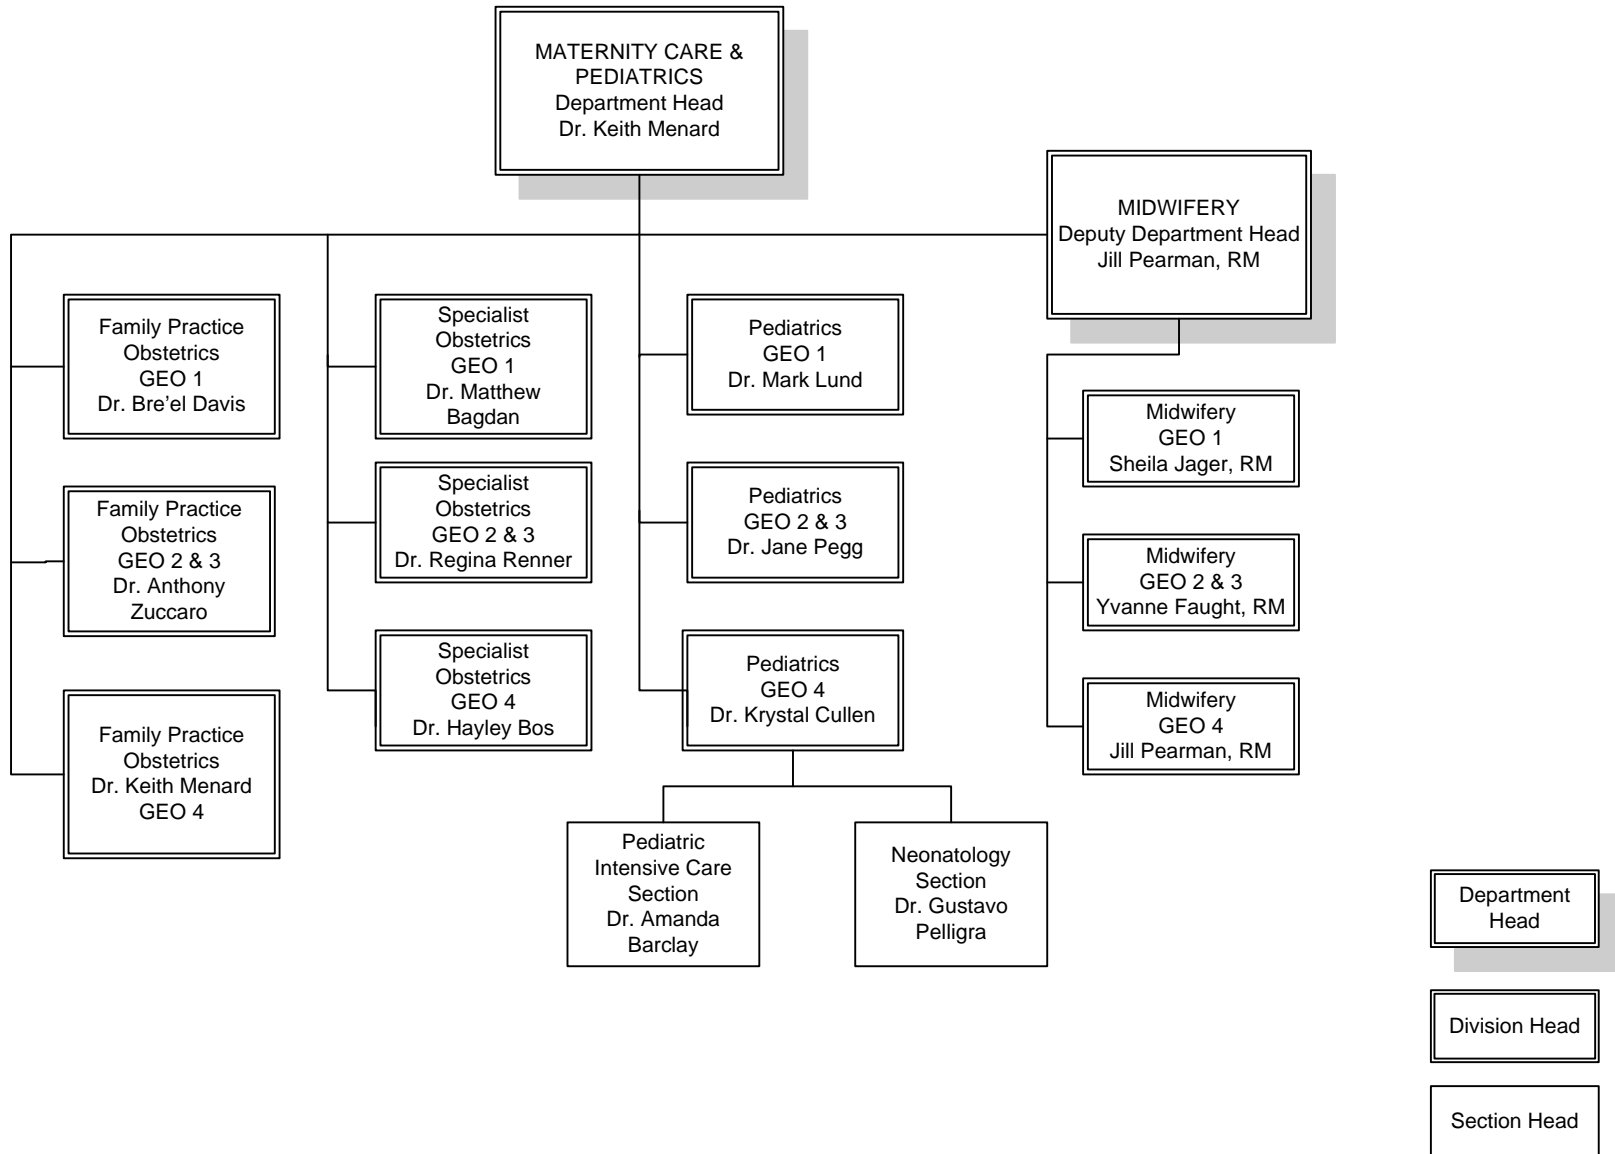 MATERNITY CARE &
PEDIATRICS
Department Head
Dr. Keith Menard
MIDWIFERY
Deputy Department Head
Jill Pearman, RM
Family Practice
Obstetrics
GEO 1
Dr. Bre’el Davis
Specialist
Obstetrics
GEO 1
Dr. Matthew
Bagdan
Pediatrics
GEO 1
Dr. Mark Lund
Midwifery
GEO 1
Sheila Jager, RM
Family Practice
Obstetrics
GEO 2 & 3
Dr. Anthony
Zuccaro
Specialist
Obstetrics
GEO 2 & 3
Dr. Regina Renner
Pediatrics
GEO 2 & 3
Dr. Jane Pegg
Midwifery
GEO 2 & 3
Yvanne Faught, RM
Family Practice
Obstetrics
Dr. Keith Menard
GEO 4
Specialist
Obstetrics
GEO 4
Dr. Hayley Bos
Pediatrics
GEO 4
Dr. Krystal Cullen
Midwifery
GEO 4
Jill Pearman, RM
Pediatric
Intensive Care
Section
Dr. Amanda
Barclay
Neonatology
Section
Dr. Gustavo
Pelligra
Department
Head
Division Head
Section Head